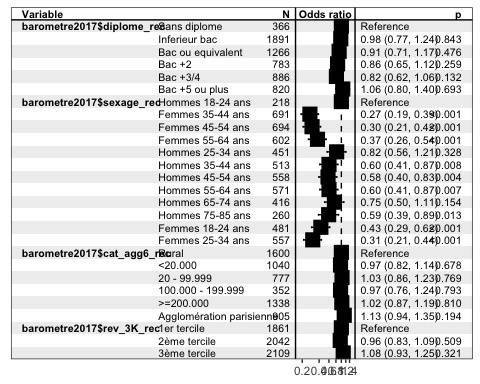 Variable N Odds ratio p
barometre2017$diplome_rec Sans diplome 366 Reference
Inferieur bac 1891 0.98 (0.77, 1.24) 0.843
Bac ou equivalent 1266 0.91 (0.71, 1.17) 0.476
Bac +2 783 0.86 (0.65, 1.12) 0.259
Bac +3/4 886 0.82 (0.62, 1.06) 0.132
Bac +5 ou plus 820 1.06 (0.80, 1.40) 0.693
barometre2017$sexage_rec Hommes 18-24 ans 218 Reference
Femmes 35-44 ans 691 0.27 (0.19, 0.39) <0.001
Femmes 45-54 ans 694 0.30 (0.21, 0.42) <0.001
Femmes 55-64 ans 602 0.37 (0.26, 0.54) <0.001
Hommes 25-34 ans 451 0.82 (0.56, 1.21) 0.328
Hommes 35-44 ans 513 0.60 (0.41, 0.87) 0.008
Hommes 45-54 ans 558 0.58 (0.40, 0.83) 0.004
Hommes 55-64 ans 571 0.60 (0.41, 0.87) 0.007
Hommes 65-74 ans 416 0.75 (0.50, 1.11) 0.154
Hommes 75-85 ans 260 0.59 (0.39, 0.89) 0.013
Femmes 18-24 ans 481 0.43 (0.29, 0.62) <0.001
Femmes 25-34 ans 557 0.31 (0.21, 0.44) <0.001
barometre2017$cat_agg6_rec Rural 1600 Reference
<20.000 1040 0.97 (0.82, 1.14) 0.678
20 - 99.999 777 1.03 (0.86, 1.23) 0.769
100.000 - 199.999 352 0.97 (0.76, 1.24) 0.793
>=200.000 1338 1.02 (0.87, 1.19) 0.810
Agglomération parisienne 905 1.13 (0.94, 1.35) 0.194
barometre2017$rev_3K_rec 1er tercile 1861 Reference
2ème tercile 2042 0.96 (0.83, 1.09) 0.509
3ème tercile 2109 1.08 (0.93, 1.25) 0.321
0.2 0.4 0.6 0.8 1 1.2 1.4